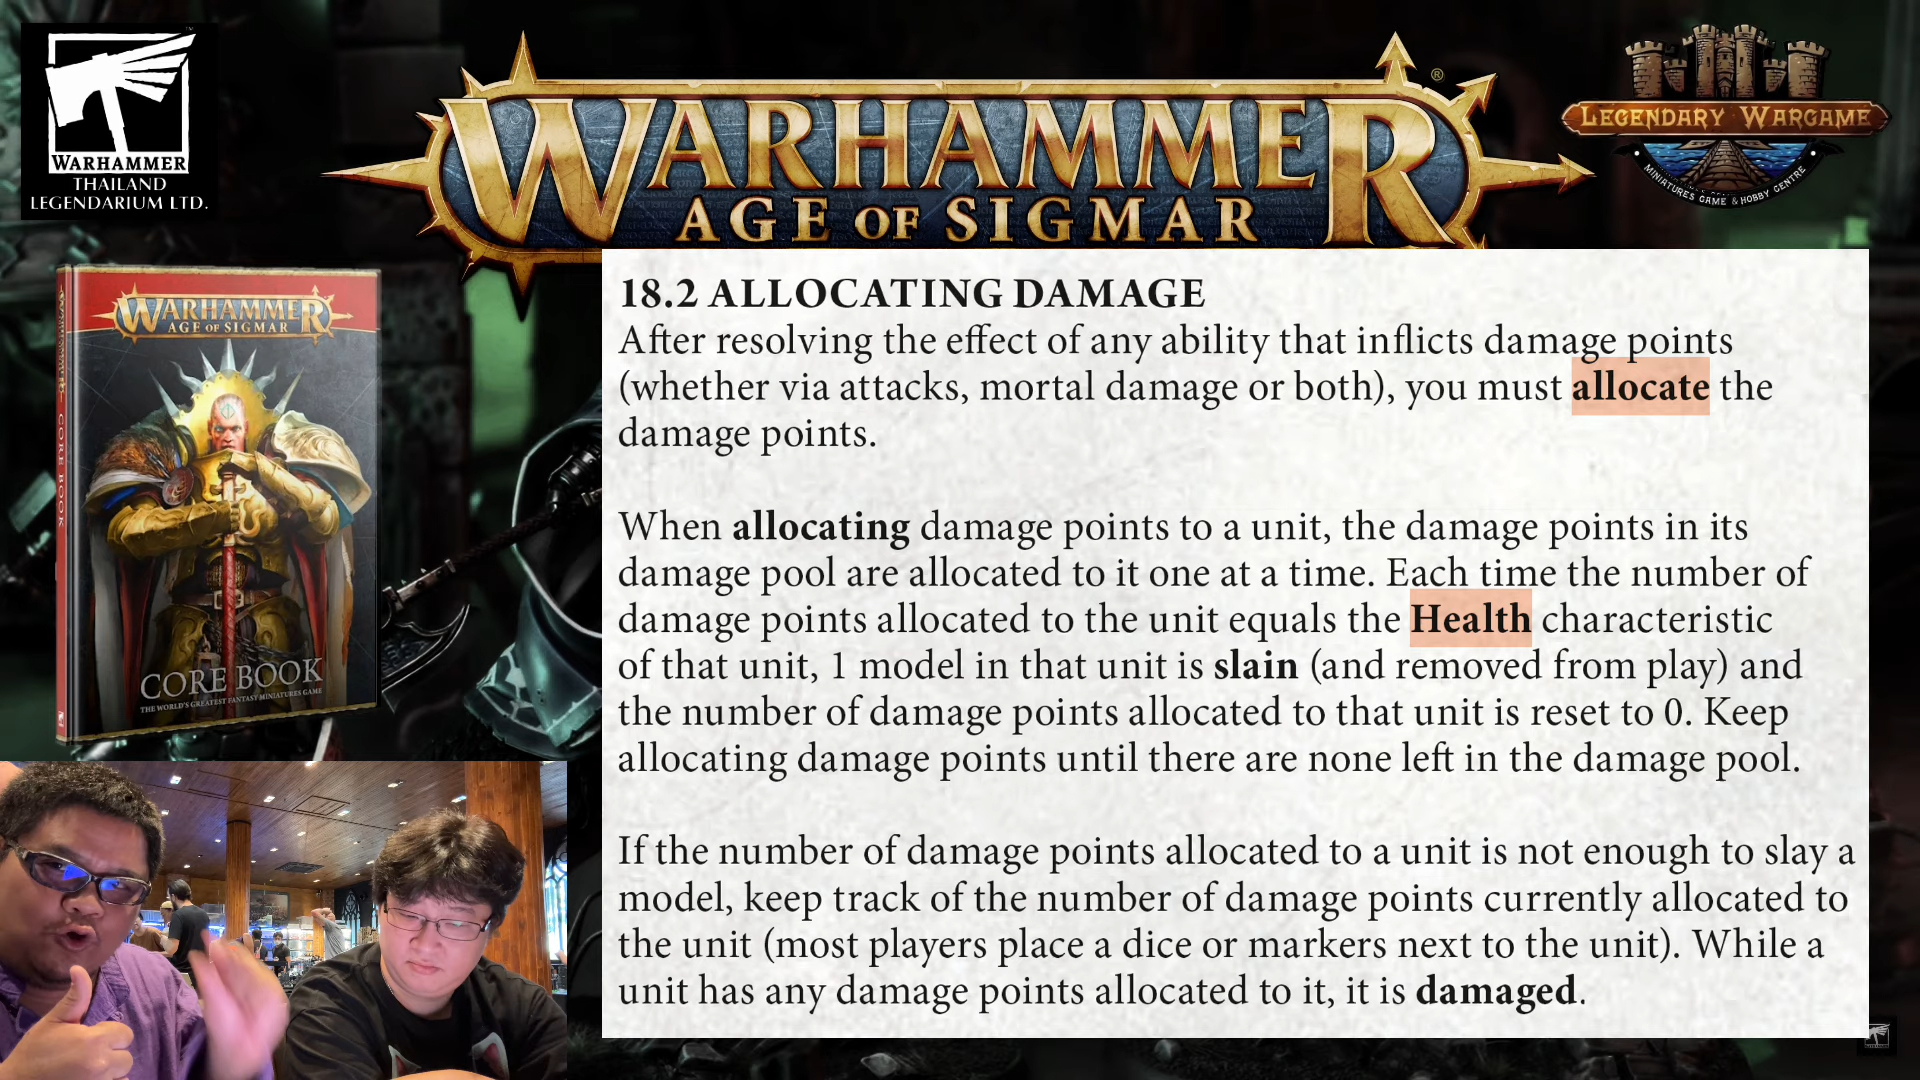 WARHAMMER
THAILAND
LEGENDARIUM LTD.
WARHAMMER
®
AGE OF SIGMAR
LEGENDARY WARGAME
MINIATURES GAME & HOBBY CENTRE
WARHAMMER
AGE OF SIGMAR
CORE BOOK
CORE BOOK
THE WORLD'S GREATEST FANTASY MINIATURES GAME
18.2 ALLOCATING DAMAGE
After resolving the effect of any ability that inflicts damage points
(whether via attacks, mortal damage or both), you must allocate the
damage points.
When allocating damage points to a unit, the damage points in its
damage pool are allocated to it one at a time. Each time the number of
damage points allocated to the unit equals the Health characteristic
of that unit, 1 model in that unit is slain (and removed from play) and
the number of damage points allocated to that unit is reset to 0. Keep
allocating damage points until there are none left in the damage pool.
If the number of damage points allocated to a unit is not enough to slay a
model, keep track of the number of damage points currently allocated to
the unit (most players place a dice or markers next to the unit). While a
unit has any damage points allocated to it, it is damaged.